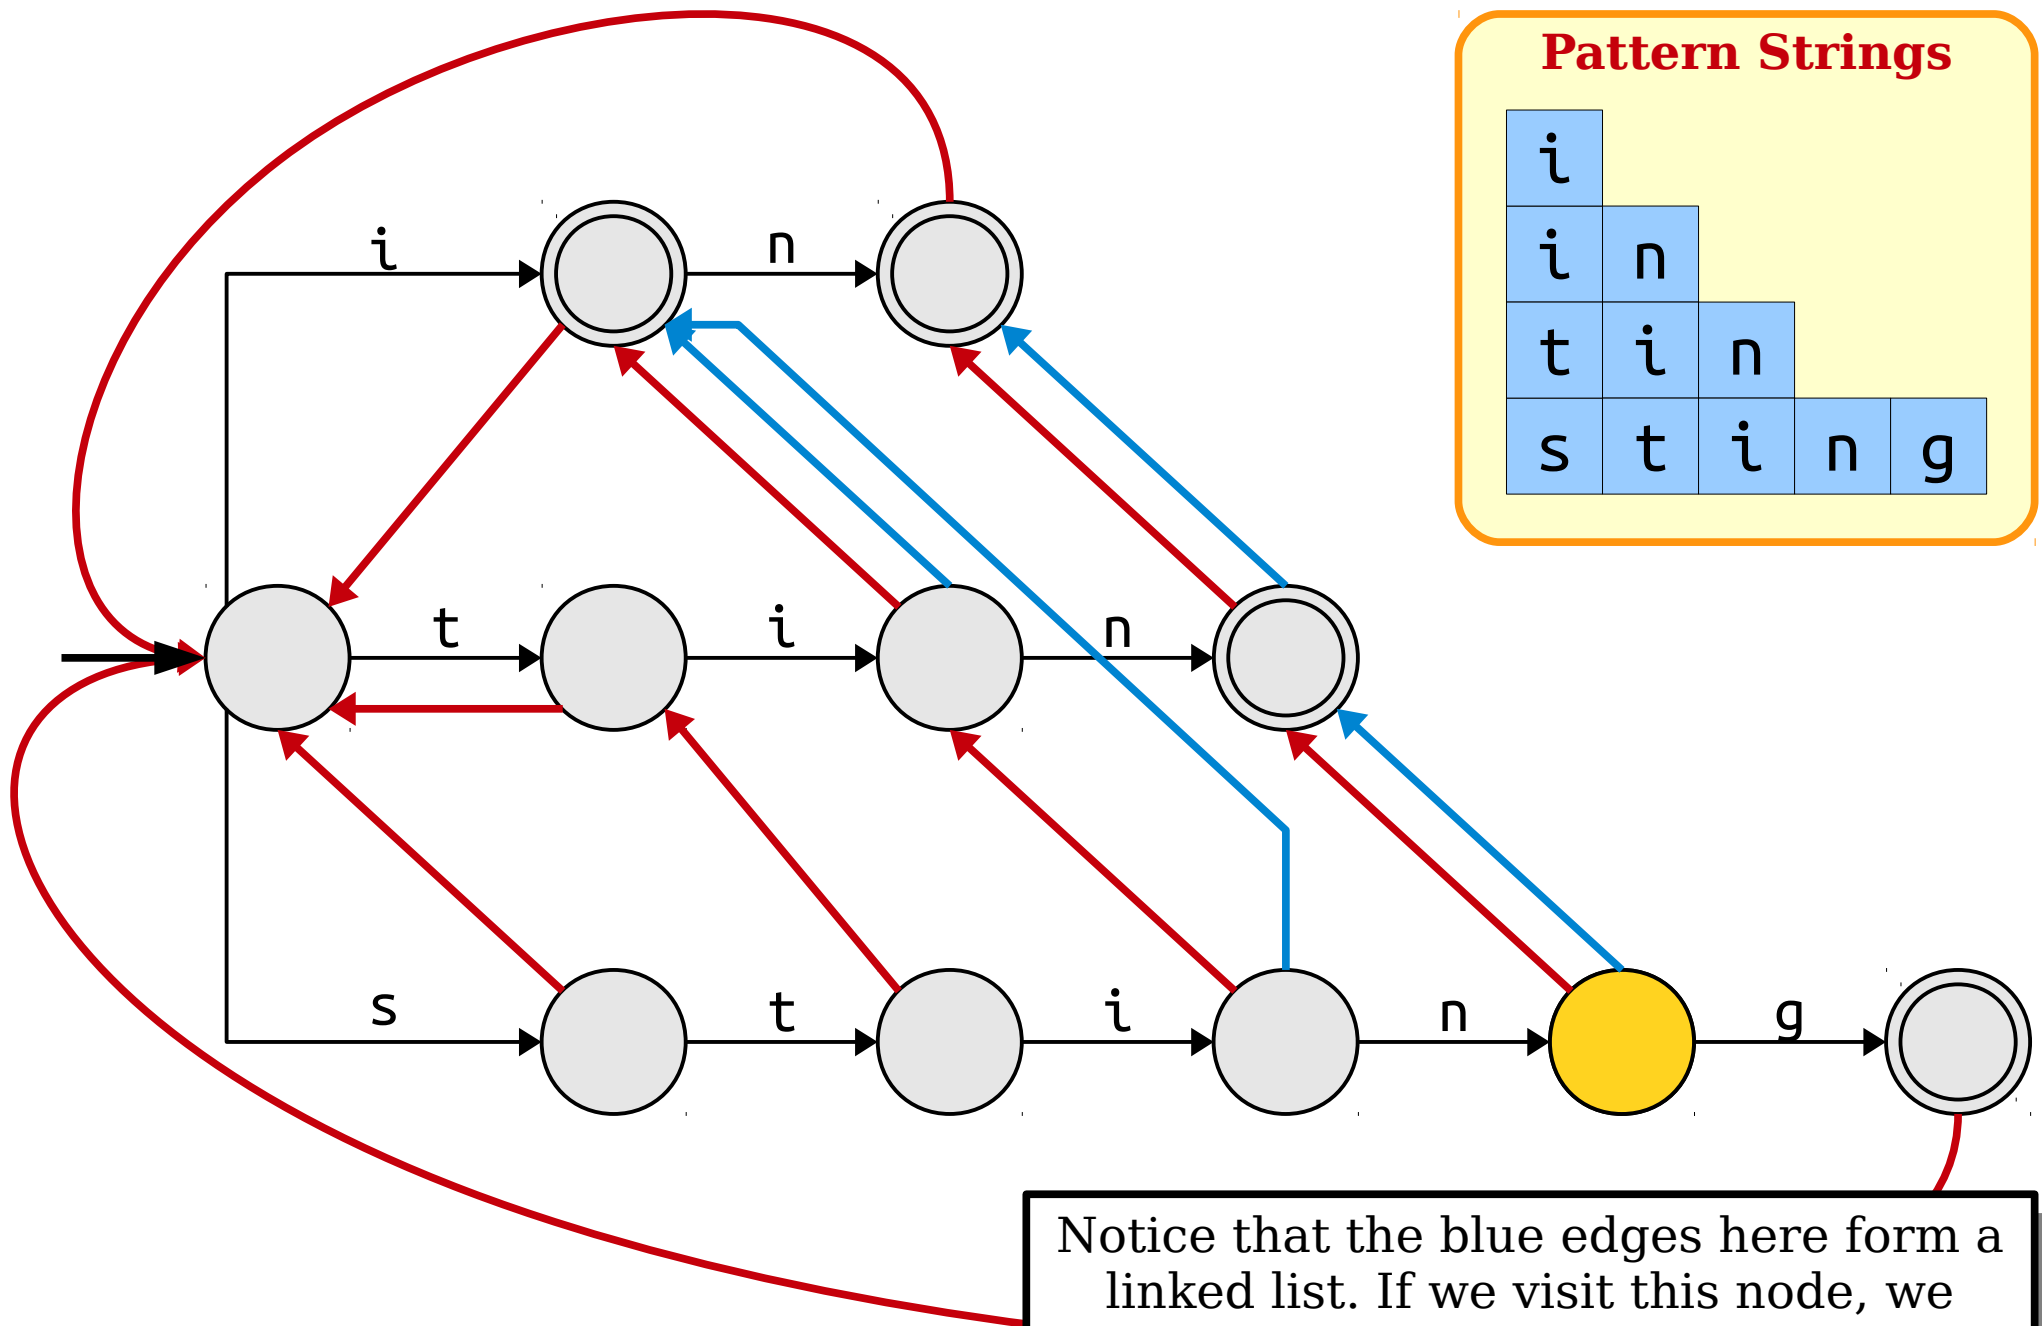 Pattern Strings
i
i n
t i n
s t i n g
i
n
t
i
n
s
t
i
n
g
Notice that the blue edges here form a
linked list. If we visit this node, we